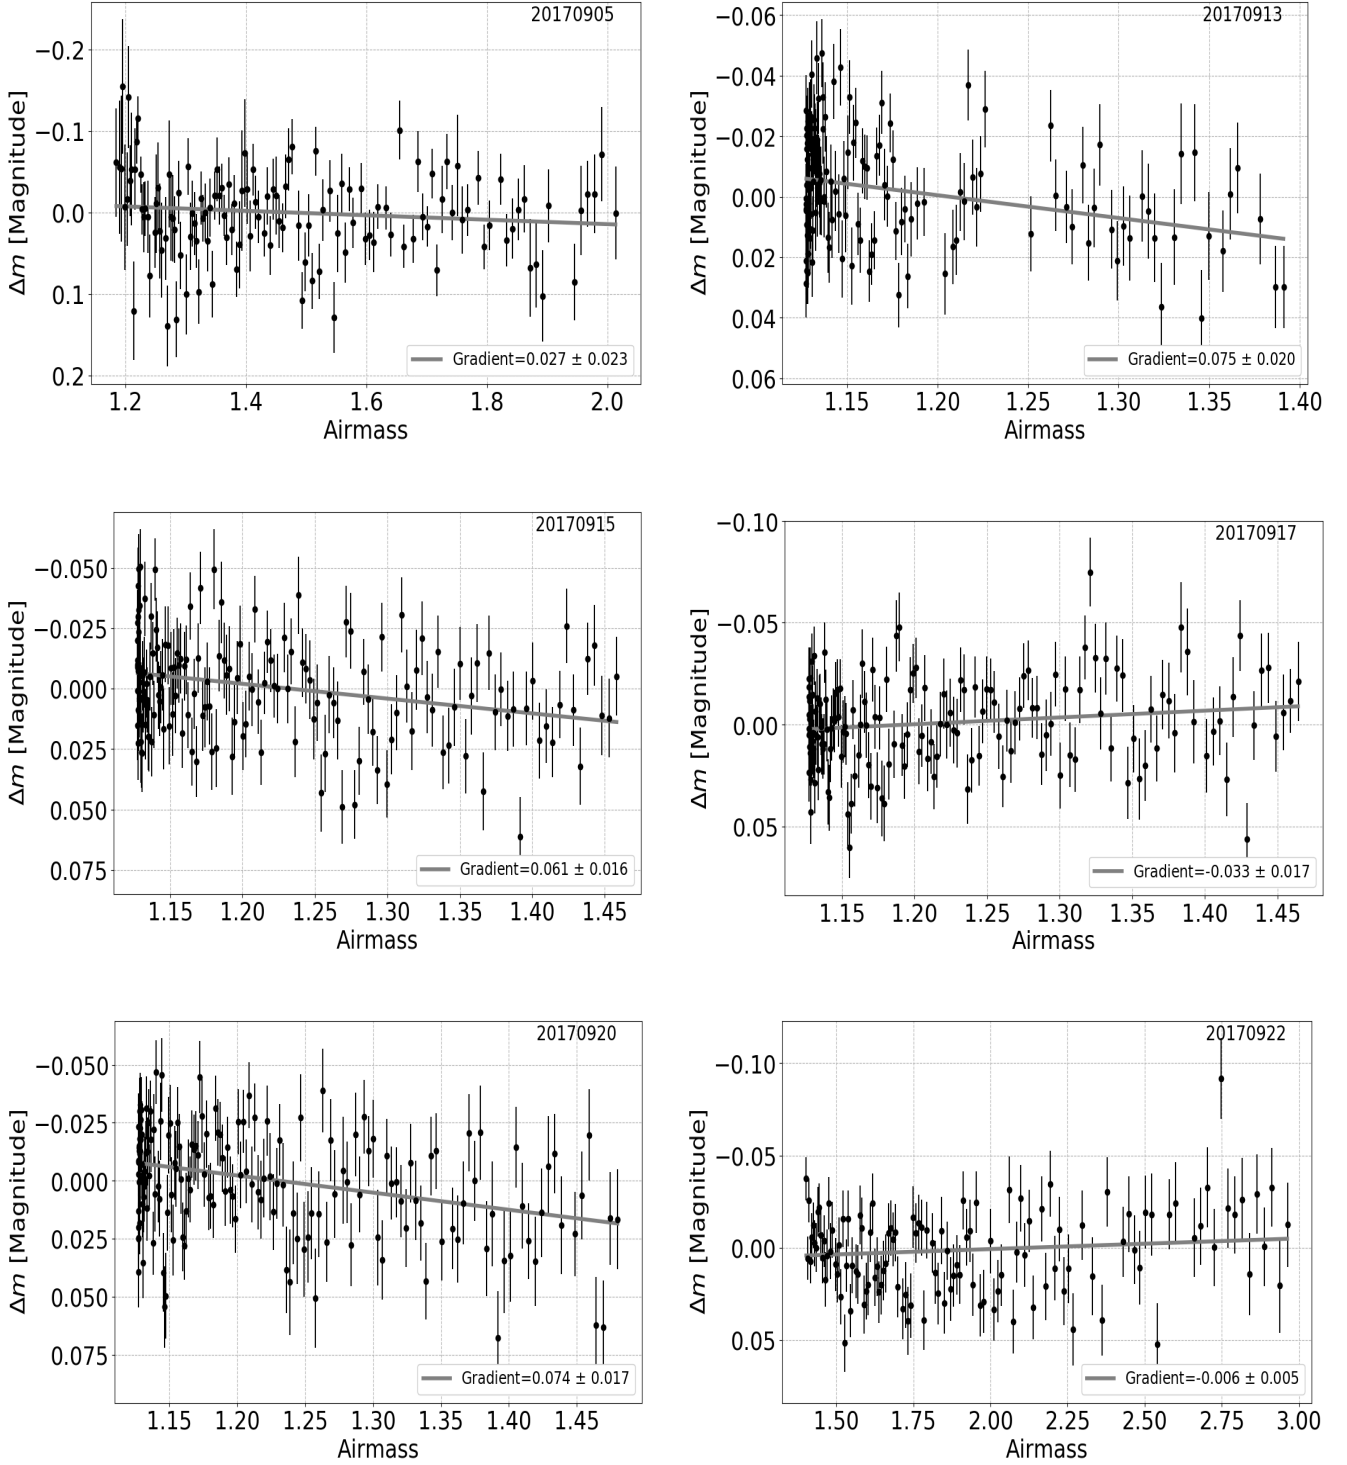 20170905
−0.2
−0.1
0.0
0.1
0.2
Δm [Magnitude]
Gradient=0.027 ± 0.023
1.2 1.4 1.6 1.8 2.0
Airmass
20170913
−0.06
−0.04
−0.02
0.00
0.02
0.04
0.06
Δm [Magnitude]
Gradient=0.075 ± 0.020
1.15 1.20 1.25 1.30 1.35 1.40
Airmass
20170915
−0.050
−0.025
0.000
0.025
0.050
0.075
Δm [Magnitude]
Gradient=0.061 ± 0.016
1.15 1.20 1.25 1.30 1.35 1.40 1.45
Airmass
20170917
−0.10
−0.05
0.00
0.05
Δm [Magnitude]
Gradient=-0.033 ± 0.017
1.15 1.20 1.25 1.30 1.35 1.40 1.45
Airmass
20170920
−0.050
−0.025
0.000
0.025
0.050
0.075
Δm [Magnitude]
Gradient=0.074 ± 0.017
1.15 1.20 1.25 1.30 1.35 1.40 1.45
Airmass
20170922
−0.10
−0.05
0.00
0.05
Δm [Magnitude]
Gradient=-0.006 ± 0.005
1.50 1.75 2.00 2.25 2.50 2.75 3.00
Airmass